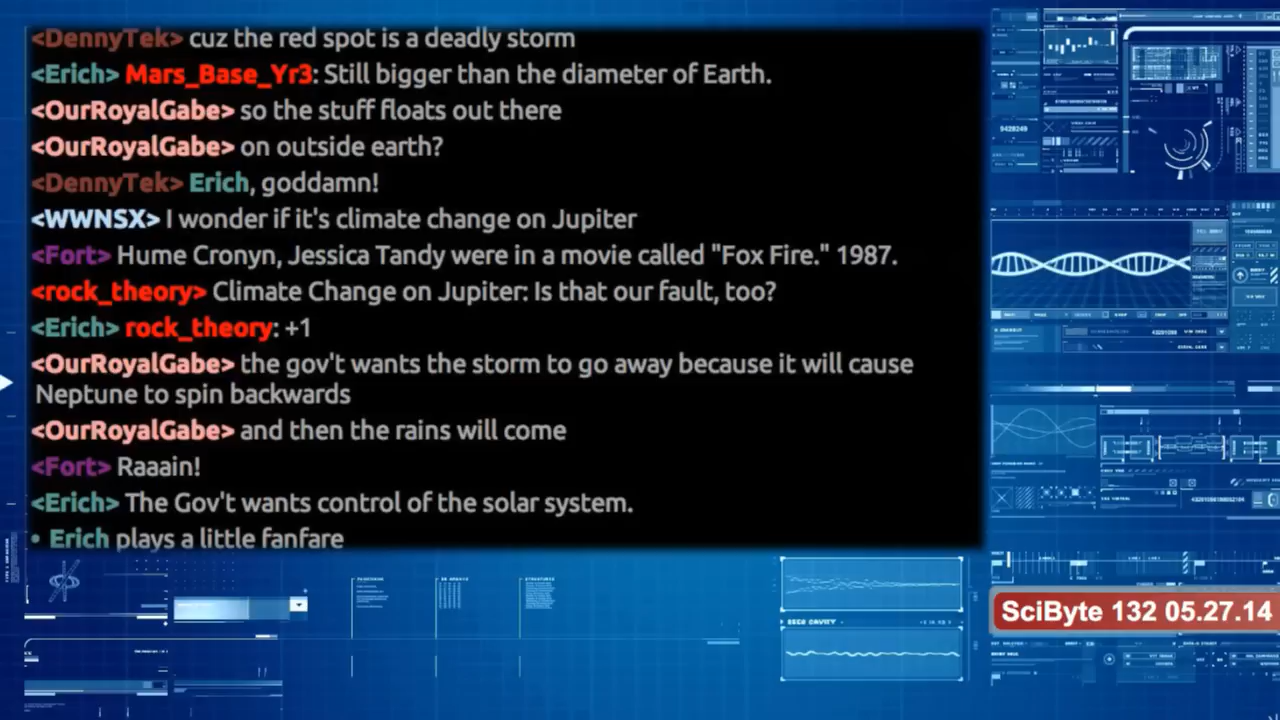 <DennyTek> cuz the red spot is a deadly storm
<Erich> Mars_Base_Yr3: Still bigger than the diameter of Earth.
<OurRoyalGabe> so the stuff floats out there
<OurRoyalGabe> on outside earth?
<DennyTek> Erich, goddamn!
<WWNSX> I wonder if it's climate change on Jupiter
<Fort> Hume Cronyn, Jessica Tandy were in a movie called "Fox Fire." 1987.
<rock_theory> Climate Change on Jupiter: Is that our fault, too?
<Erich> rock_theory: +1
<OurRoyalGabe> the gov't wants the storm to go away because it will cause
Neptune to spin backwards
<OurRoyalGabe> and then the rains will come
<Fort> Raaain!
<Erich> The Gov't wants control of the solar system.
• Erich plays a little fanfare
9428249
SciByte 132 05.27.14